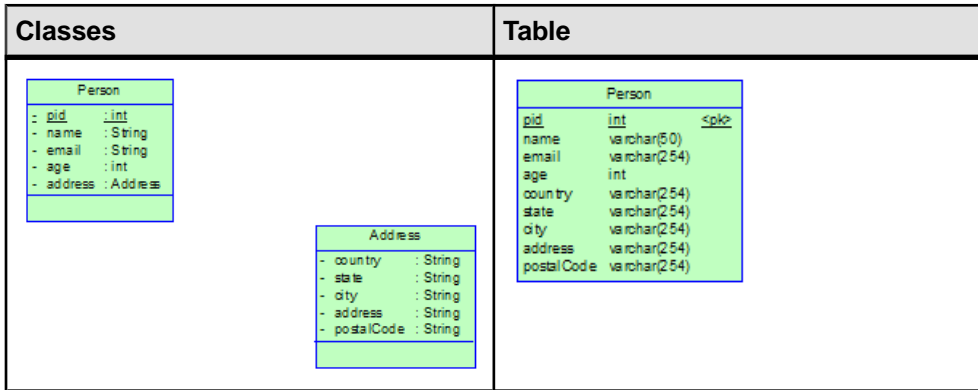 Classes
Table
Person
- pid : int
- name : String
- email : String
- age : int
- address : Address
Address
- country : String
- state : String
- city : String
- address : String
- postalCode : String
Person
pid int <pk>
name varchar(50)
email varchar(254)
age int
country varchar(254)
state varchar(254)
city varchar(254)
address varchar(254)
postalCode varchar(254)